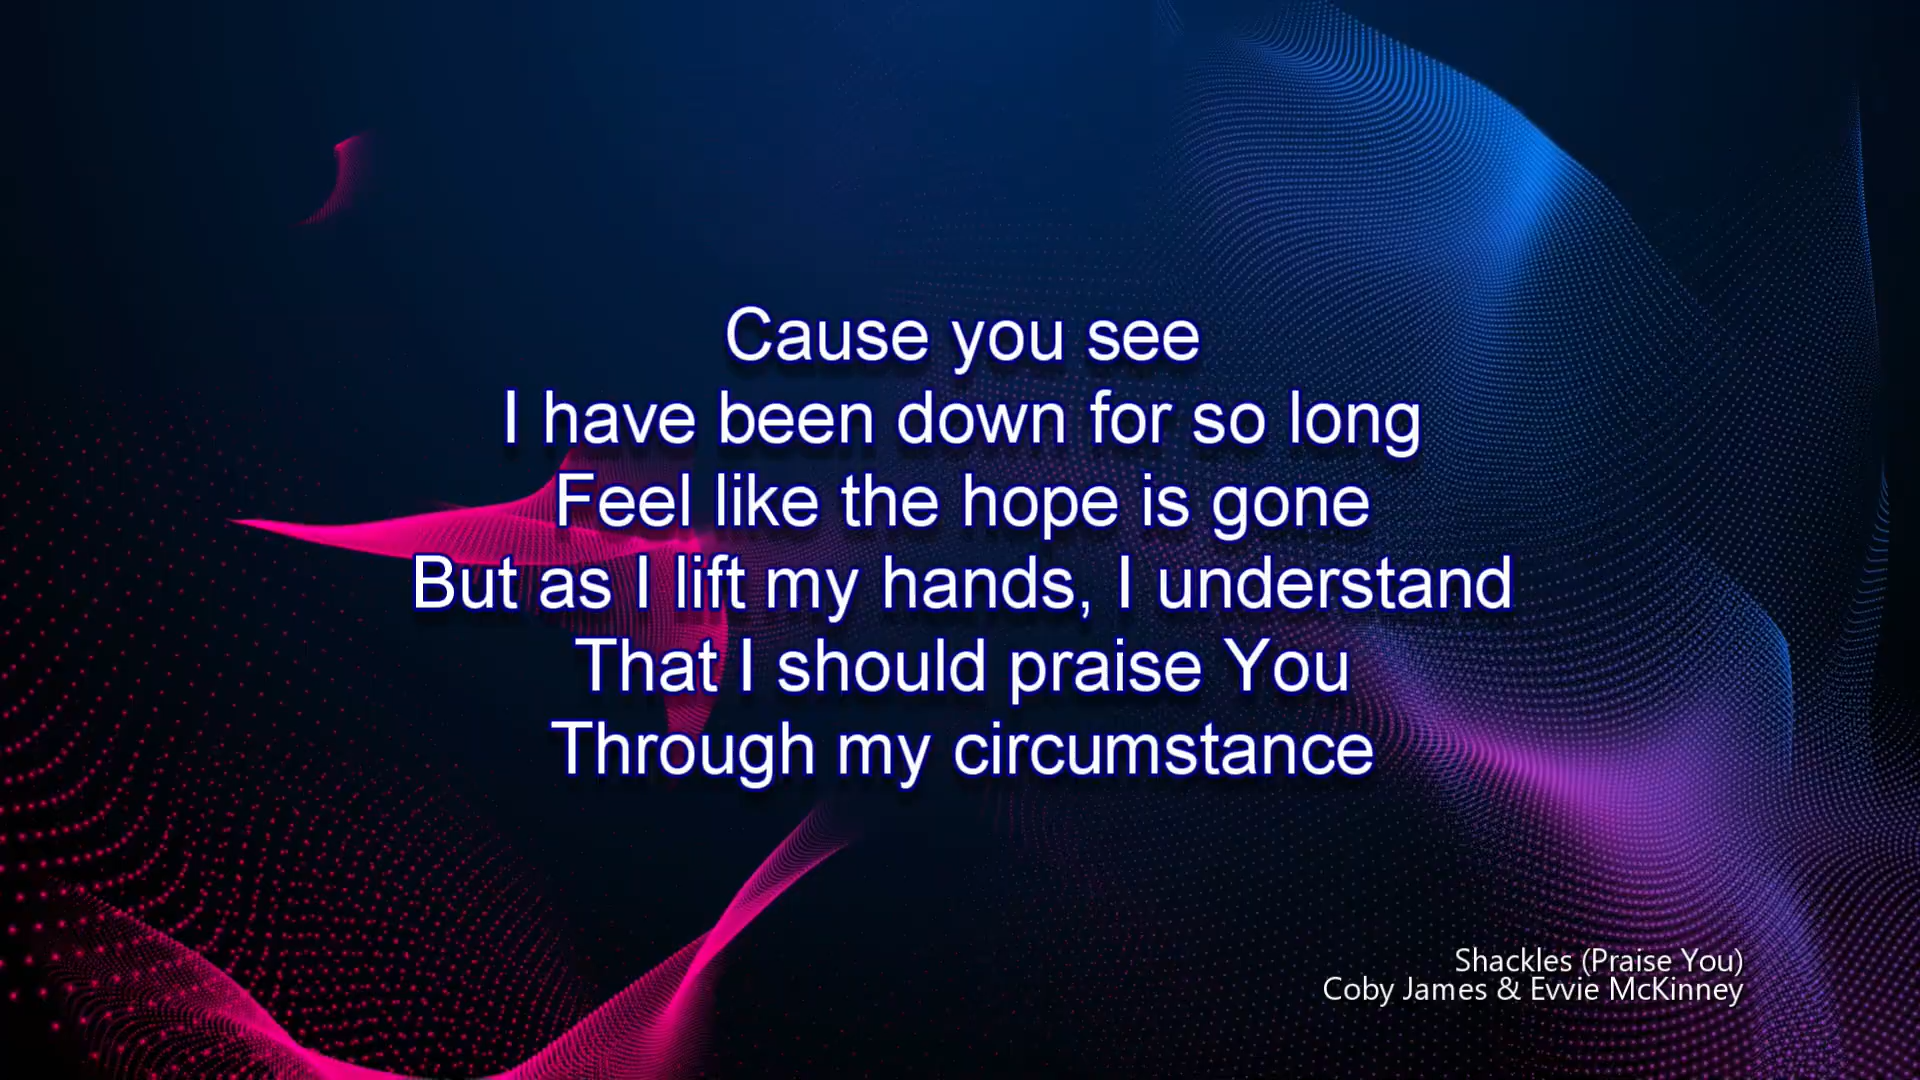 Cause you see
I have been down for so long
Feel like the hope is gone
But as I lift my hands, I understand
That I should praise You
Through my circumstance
Shackles (Praise You)
Coby James & Evvie McKinney